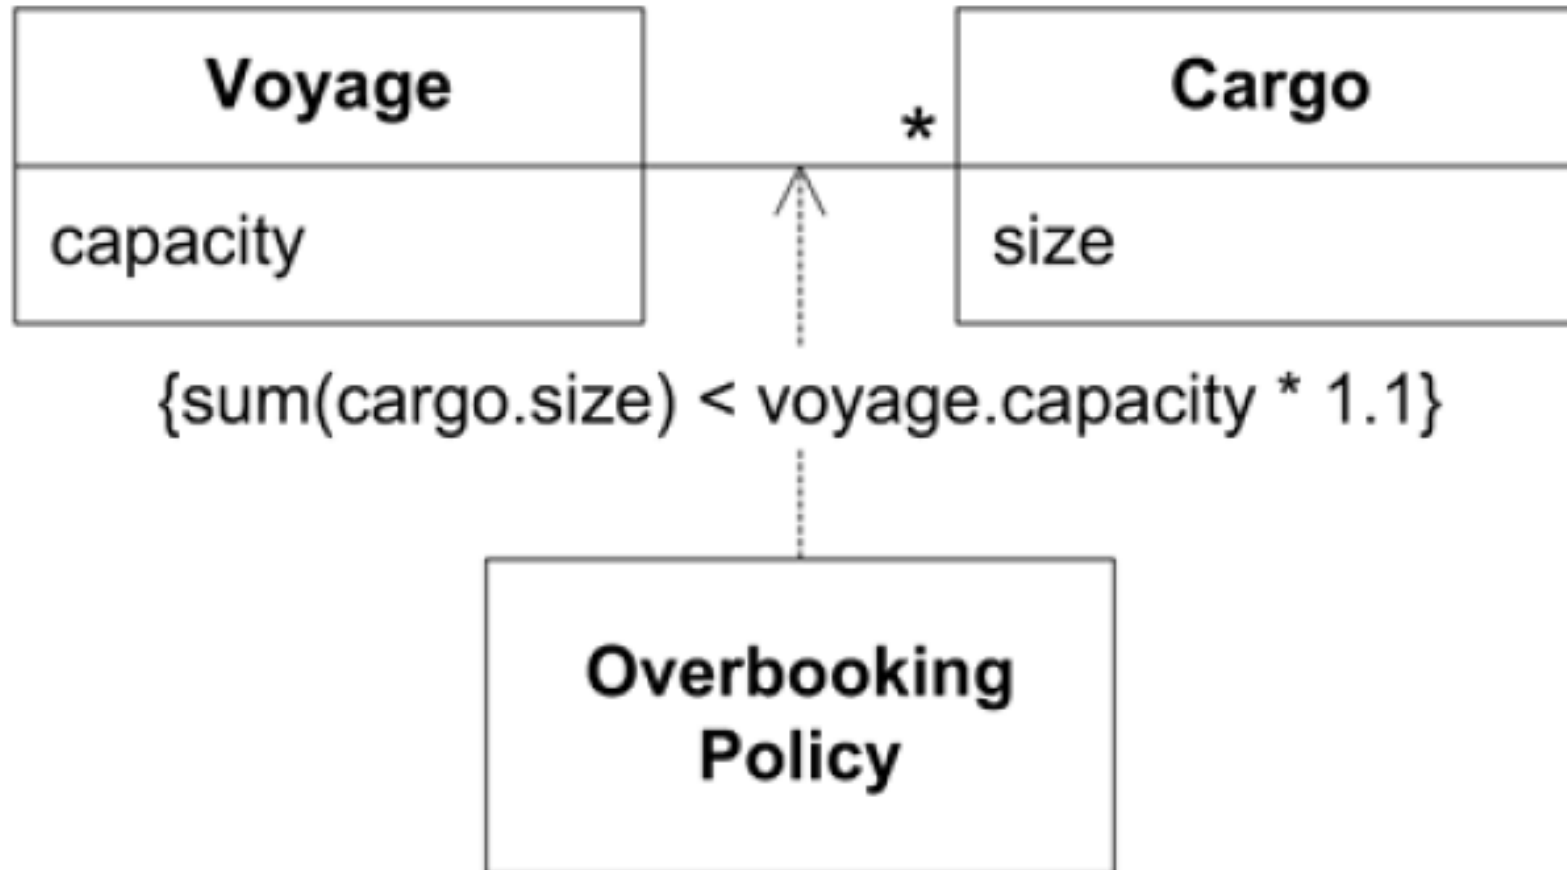 Voyage
Cargo
*
capacity
size
{sum(cargo.size) < voyage.capacity * 1.1}
Overbooking
Policy